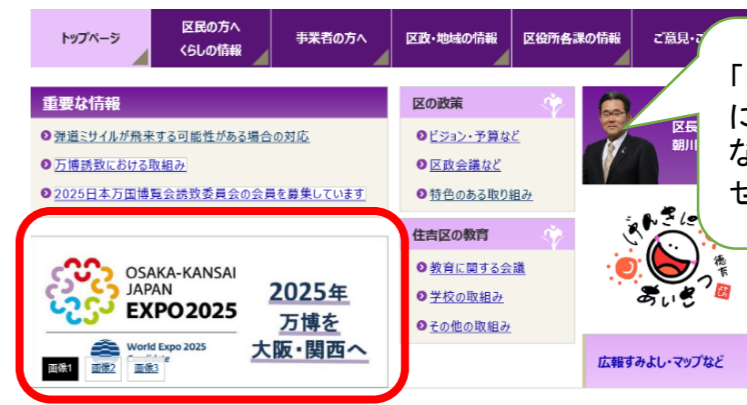 トップページ
区民の方へ
くらしの情報
事業者の方へ
区政・地域の情報
区役所各課の情報
ご意見・ご
重要な情報
弾道ミサイルが飛来する可能性がある場合の対応
万博誘致における取組み
2025日本万国博覧会誘致委員会の会員を募集しています
OSAKA-KANSAI
JAPAN
EXPO2025
World Expo 2025
2025年
万博を
大阪・関西へ
画像1
画像2
画像3
区の政策
ビジョン・予算など
区政会議など
特色のある取り組み
住吉区の教育
教育に関する会議
学校の取組み
その他の取組み
区長
朝川
「
に
な
せ
げんきに
あいさつ
広報すみよし・マップなど